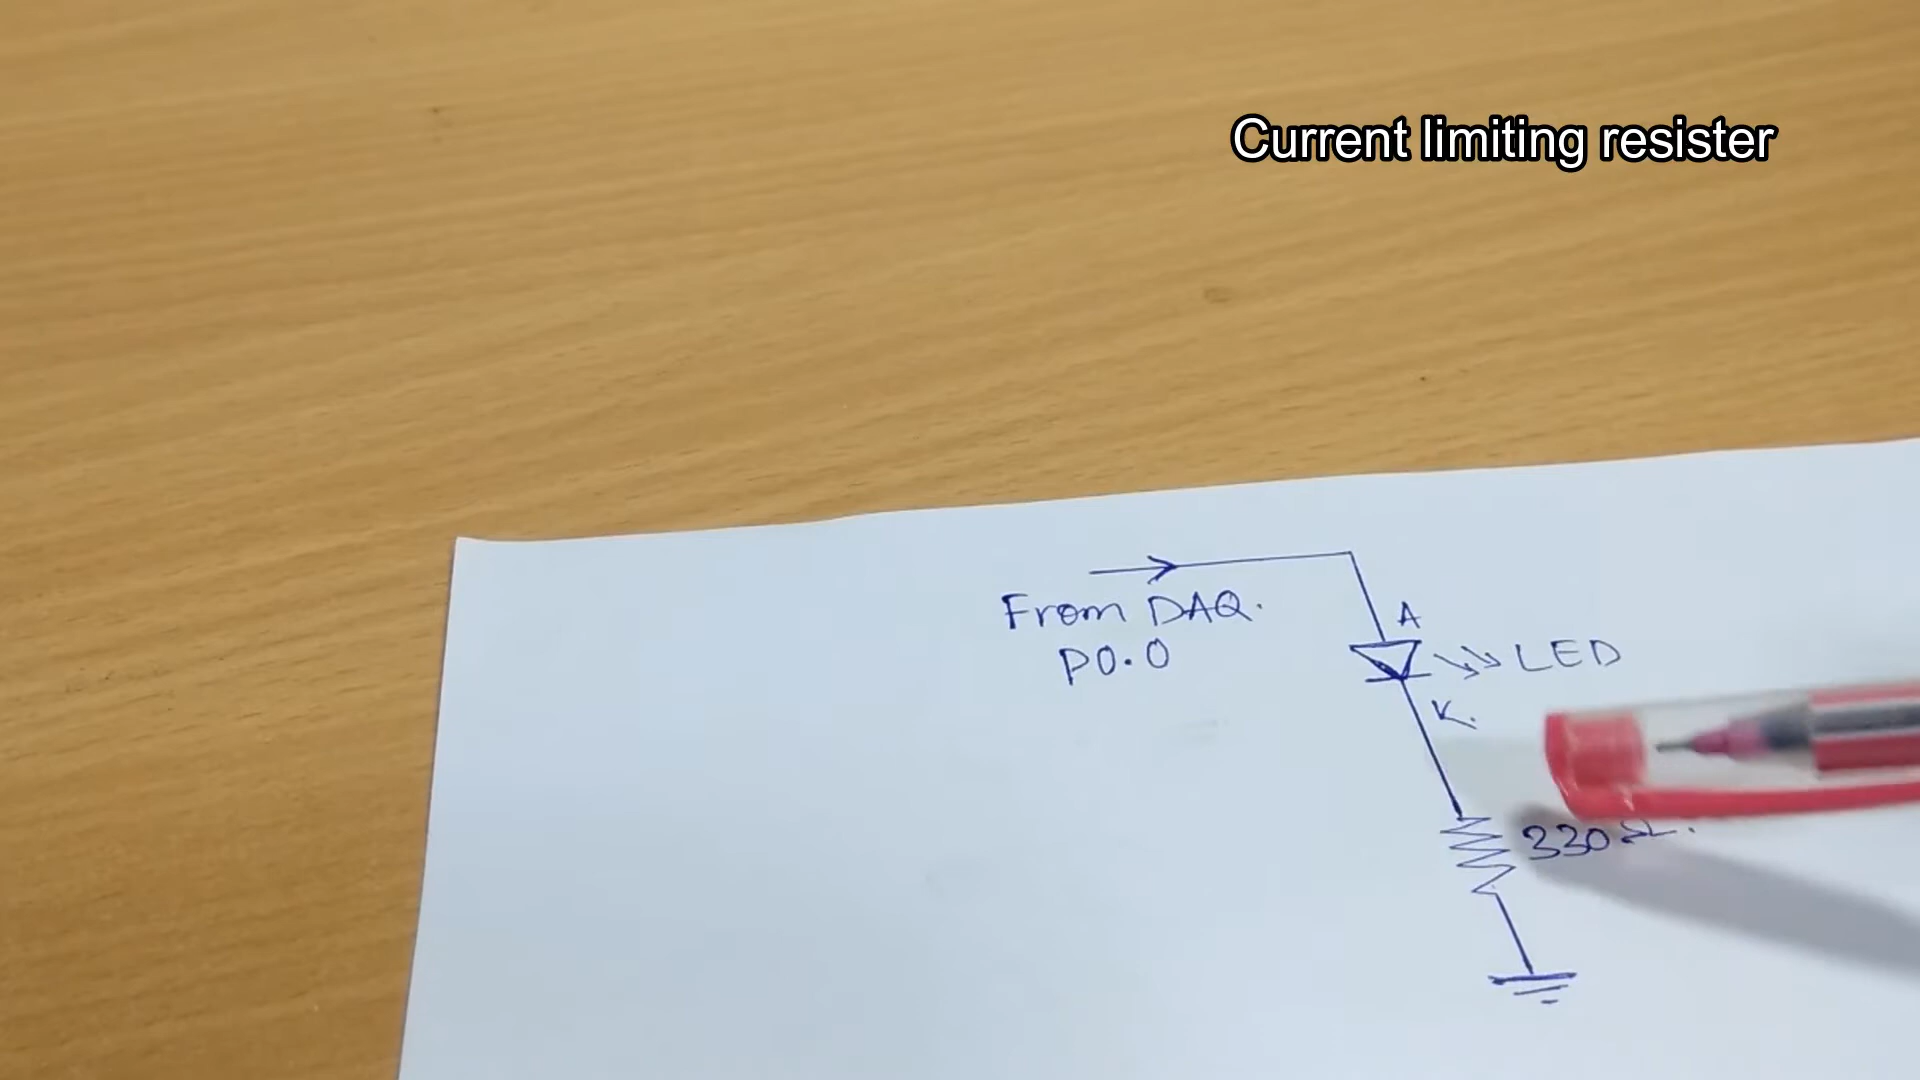 Current limiting resister
From DAQ.
P0.0
A
LED
K.
330Ω.